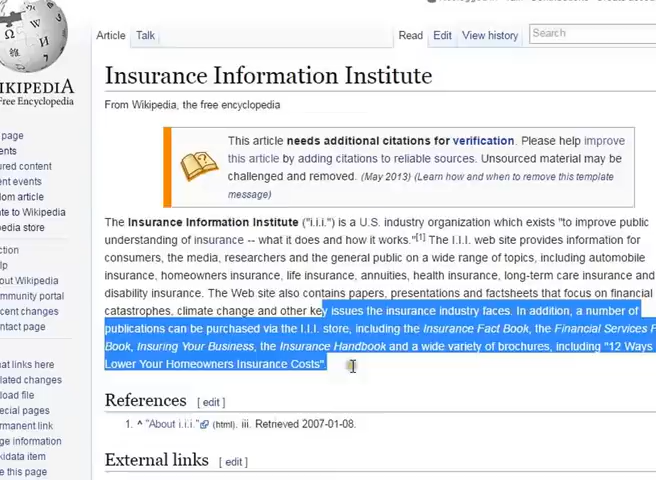 Article Talk Read Edit View history Search
IKIPEDIA
Free Encyclopedia
Insurance Information Institute
From Wikipedia, the free encyclopedia
This article needs additional citations for verification. Please help improve
this article by adding citations to reliable sources. Unsourced material may be
challenged and removed. (May 2013) (Learn how and when to remove this template
message)
page
ents
ured content
ent events
dom article
ate to Wikipedia
pedia store
The Insurance Information Institute ("i.i.i.") is a U.S. industry organization which exists "to improve public
understanding of insurance -- what it does and how it works."[1] The I.I.I. web site provides information for
consumers, the media, researchers and the general public on a wide range of topics, including automobile
insurance, homeowners insurance, life insurance, annuities, health insurance, long-term care insurance and
disability insurance. The Web site also contains papers, presentations and factsheets that focus on financial
catastrophes, climate change and other key issues the insurance industry faces. In addition, a number of
publications can be purchased via the I.I.I. store, including the Insurance Fact Book, the Financial Services F
Book, Insuring Your Business, the Insurance Handbook and a wide variety of brochures, including "12 Ways
Lower Your Homeowners Insurance Costs".
ction
lp
out Wikipedia
mmunity portal
cent changes
ntact page
hat links here
lated changes
load file
ecial pages
rmanent link
ge information
kidata item
e this page
References [ edit ]
1. ^ "About i.i.i." (html). iii. Retrieved 2007-01-08.
External links [ edit ]